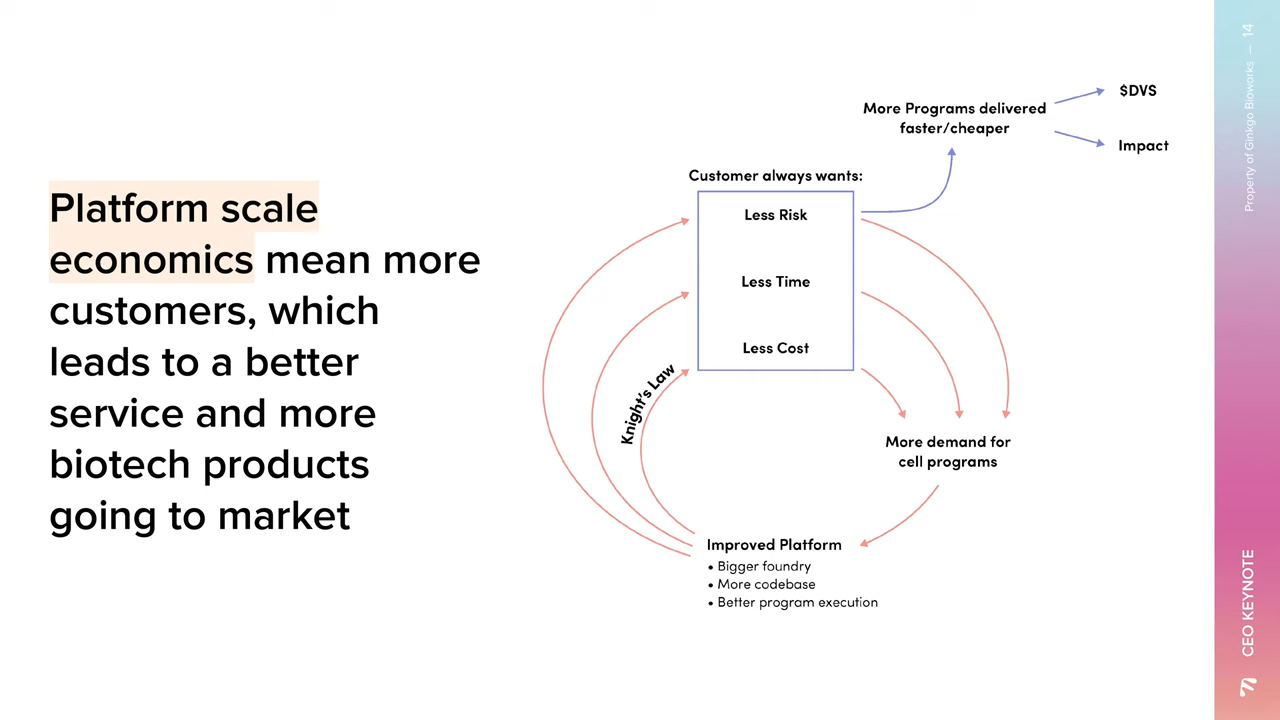 Platform scale
economics mean more
customers, which
leads to a better
service and more
biotech products
going to market
More Programs delivered
faster/cheaper
$DVS
Impact
Customer always wants:
Less Risk
Less Time
Less Cost
Knight's Law
More demand for
cell programs
Improved Platform
• Bigger foundry
• More codebase
• Better program execution
Property of Ginkgo Bioworks — 14
CEO KEYNOTE